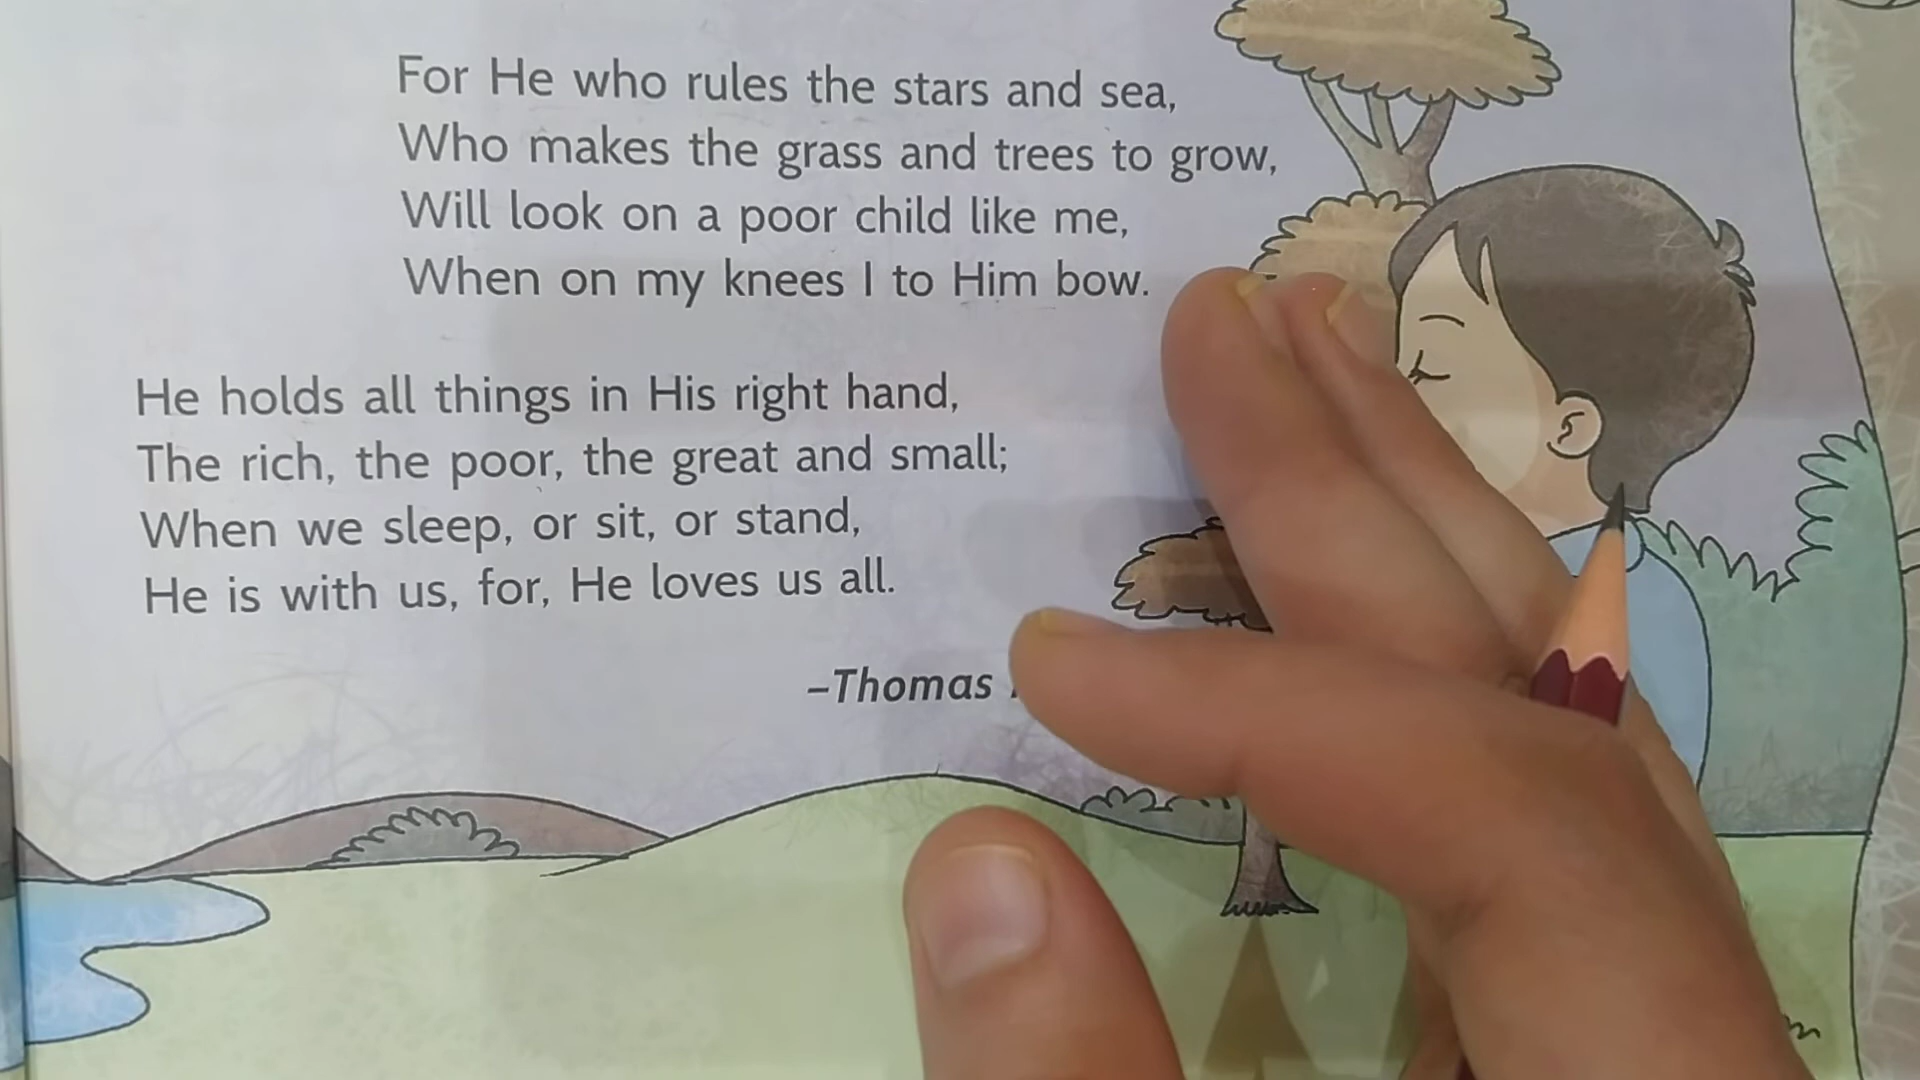 For He who rules the stars and sea,
Who makes the grass and trees to grow,
Will look on a poor child like me,
When on my knees I to Him bow.
He holds all things in His right hand,
The rich, the poor, the great and small;
When we sleep, or sit, or stand,
He is with us, for, He loves us all.
–Thomas